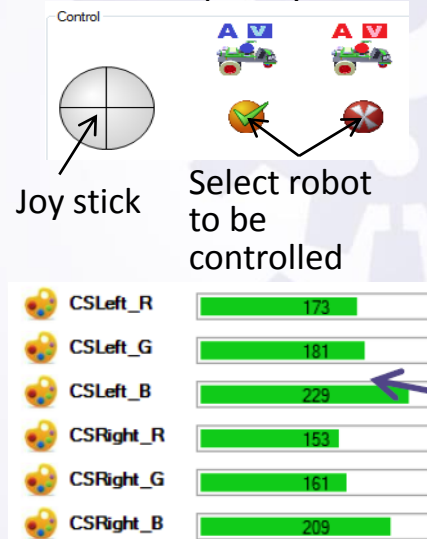 Control
A V A V
Joy stick
Select robot
to be
controlled
CSLeft_R 173
CSLeft_G 181
CSLeft_B 229
CSRight_R 153
CSRight_G 161
CSRight_B 209